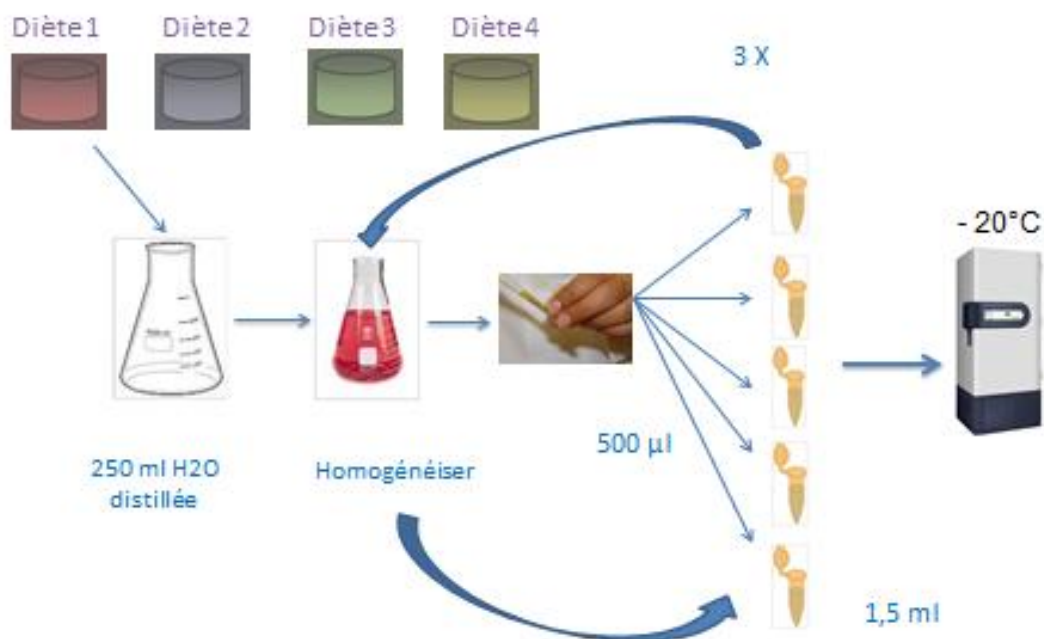 Diète 1
Diète 2
Diète 3
Diète 4
3 X
- 20°C
500 µl
250 ml H2O
distillée
Homogénéiser
1,5 ml